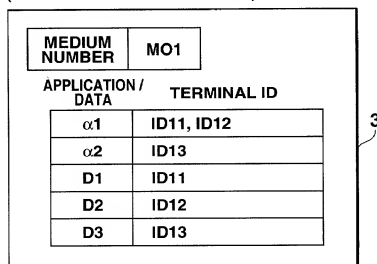 MEDIUM NUMBER MO1
APPLICATION / DATA TERMINAL ID
α1 ID11, ID12
α2 ID13
D1 ID11
D2 ID12
D3 ID13
3